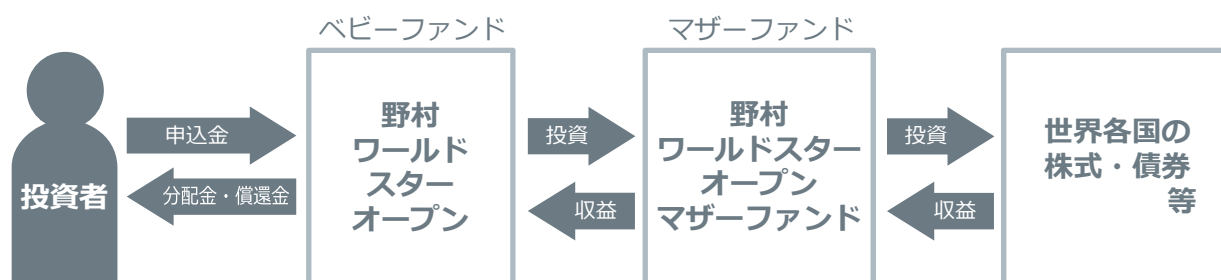 ベビーファンド
マザーファンド
投資者
申込金
分配金・償還金
野村
ワールド
スター
オープン
投資
収益
野村
ワールドスター
オープン
マザーファンド
投資
収益
世界各国の
株式・債券
等